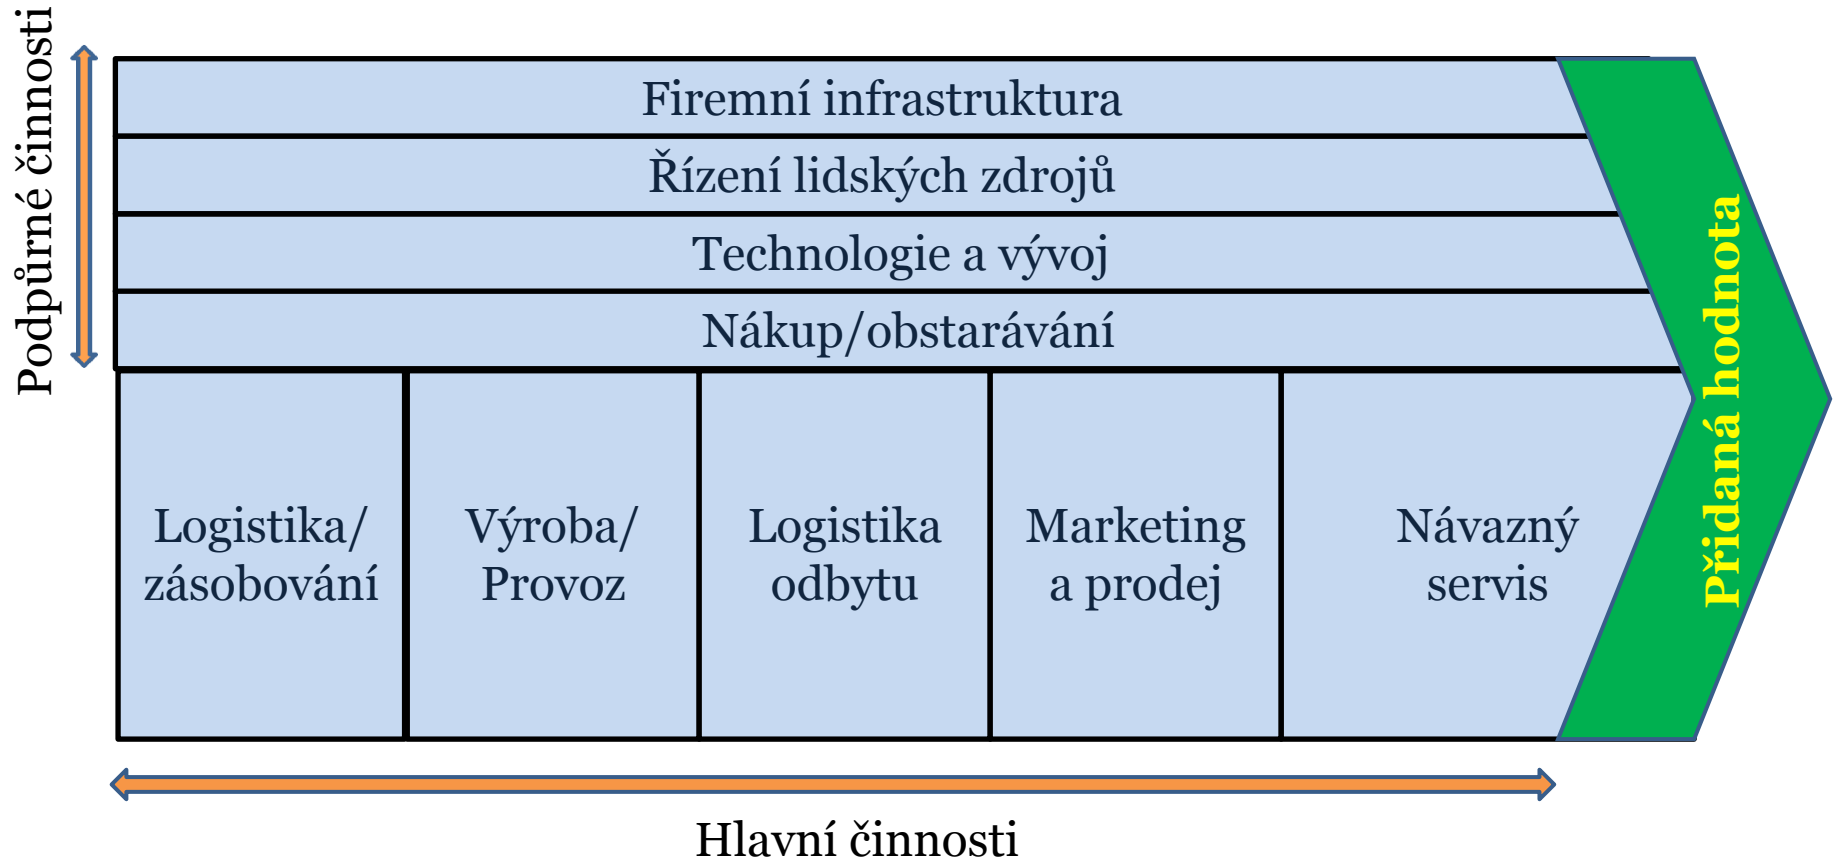 Podpůrné činnosti
Firemní infrastruktura
Řízení lidských zdrojů
Technologie a vývoj
Nákup/obstarávání
Logistika/
zásobování
Výroba/
Provoz
Logistika
odbytu
Marketing
a prodej
Návazný
servis
Přidaná hodnota
Hlavní činnosti